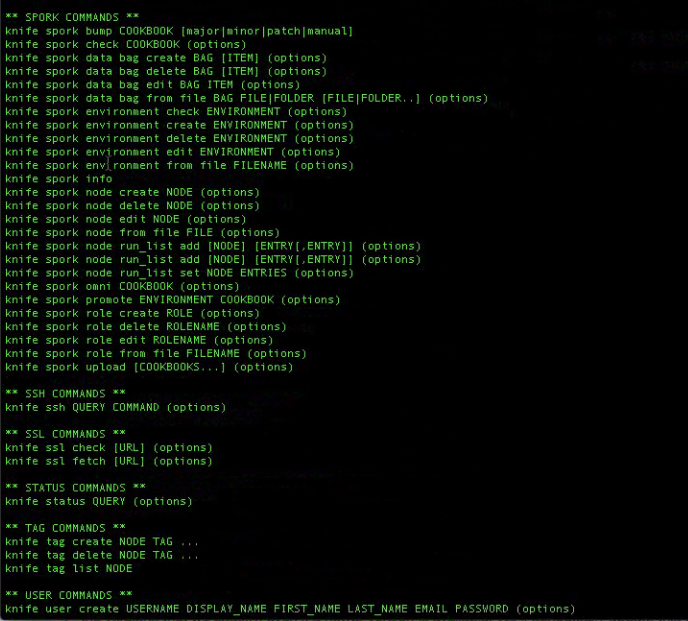 ** SPORK COMMANDS **
knife spork bump COOKBOOK [major|minor|patch|manual]
knife spork check COOKBOOK (options)
knife spork data bag create BAG [ITEM] (options)
knife spork data bag delete BAG [ITEM] (options)
knife spork data bag edit BAG ITEM (options)
knife spork data bag from file BAG FILE|FOLDER [FILE|FOLDER..] (options)
knife spork environment check ENVIRONMENT (options)
knife spork environment create ENVIRONMENT (options)
knife spork environment delete ENVIRONMENT (options)
knife spork environment edit ENVIRONMENT (options)
knife spork environment from file FILENAME (options)
knife spork info
knife spork node create NODE (options)
knife spork node delete NODE (options)
knife spork node edit NODE (options)
knife spork node from file FILE (options)
knife spork node run_list add [NODE] [ENTRY[,ENTRY]] (options)
knife spork node run_list add [NODE] [ENTRY[,ENTRY]] (options)
knife spork node run_list set NODE ENTRIES (options)
knife spork omni COOKBOOK (options)
knife spork promote ENVIRONMENT COOKBOOK (options)
knife spork role create ROLE (options)
knife spork role delete ROLENAME (options)
knife spork role edit ROLENAME (options)
knife spork role from file FILENAME (options)
knife spork upload [COOKBOOKS...] (options)
** SSH COMMANDS **
knife ssh QUERY COMMAND (options)
** SSL COMMANDS **
knife ssl check [URL] (options)
knife ssl fetch [URL] (options)
** STATUS COMMANDS **
knife status QUERY (options)
** TAG COMMANDS **
knife tag create NODE TAG ...
knife tag delete NODE TAG ...
knife tag list NODE
** USER COMMANDS **
knife user create USERNAME DISPLAY_NAME FIRST_NAME LAST_NAME EMAIL PASSWORD (options)